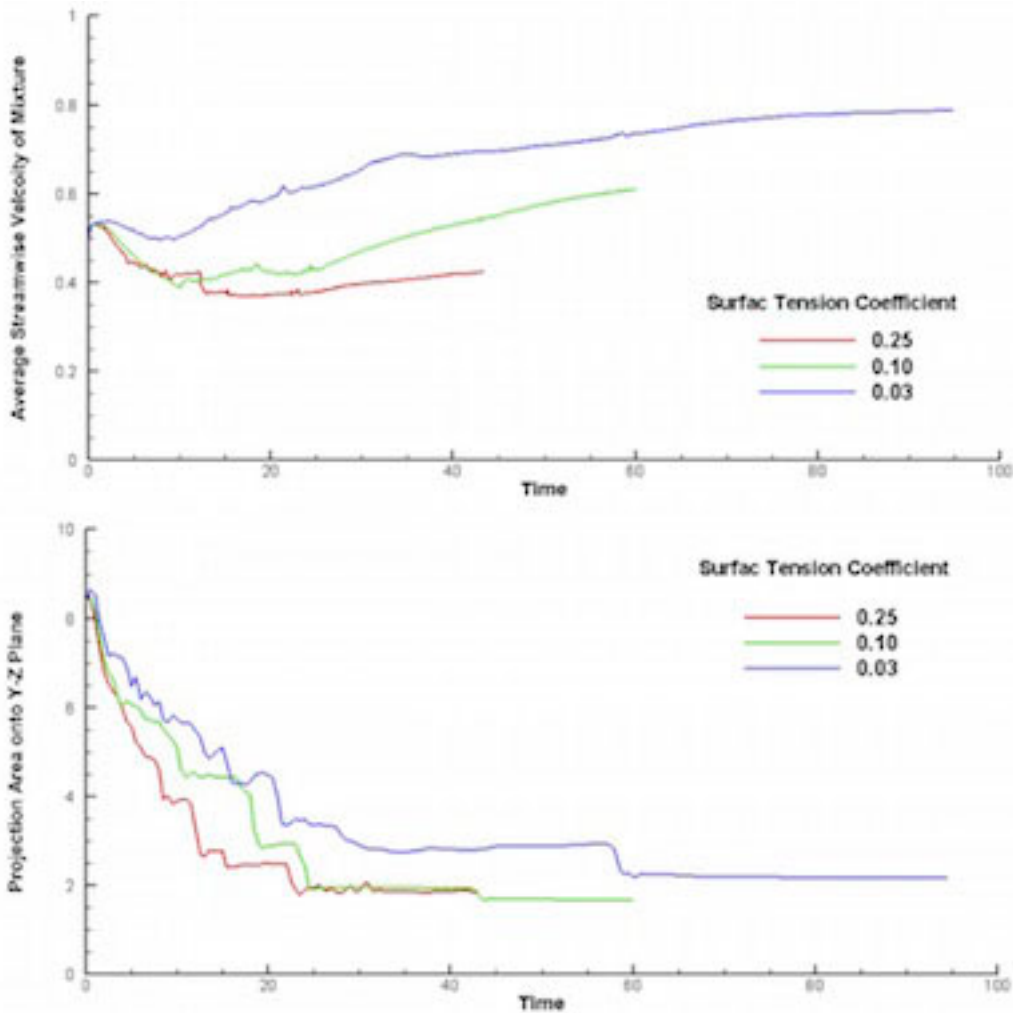 1
0.8
0.6
0.4
0.2
0
Average Streamwise Velcoity of Mixture
0 20 40 60 80 100
Time
Surfac Tension Coefficient
0.25
0.10
0.03
10
8
6
4
2
0
Projection Area onto Y-Z Plane
0 20 40 60 80 100
Time
Surfac Tension Coefficient
0.25
0.10
0.03